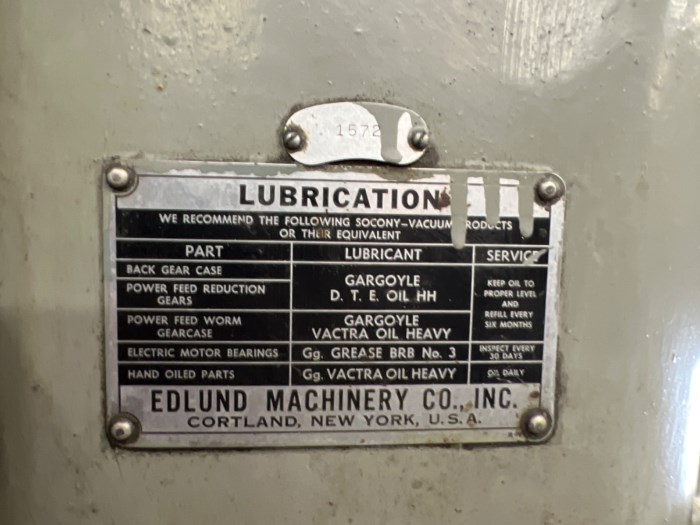 1572
LUBRICATION
WE RECOMMEND THE FOLLOWING SOCONY-VACUUM PRODUCTS
OR THEIR EQUIVALENT
PART LUBRICANT SERVICE
BACK GEAR CASE
POWER FEED REDUCTION
GEARS
GARGOYLE
D. T. E. OIL HH
KEEP OIL TO
PROPER LEVEL
AND
REFILL EVERY
SIX MONTHS
POWER FEED WORM
GEARCASE
GARGOYLE
VACTRA OIL HEAVY
ELECTRIC MOTOR BEARINGS Gg. GREASE BRB No. 3 INSPECT EVERY
30 DAYS
HAND OILED PARTS Gg. VACTRA OIL HEAVY OIL DAILY
EDLUND MACHINERY CO., INC.
CORTLAND, NEW YORK, U.S.A.